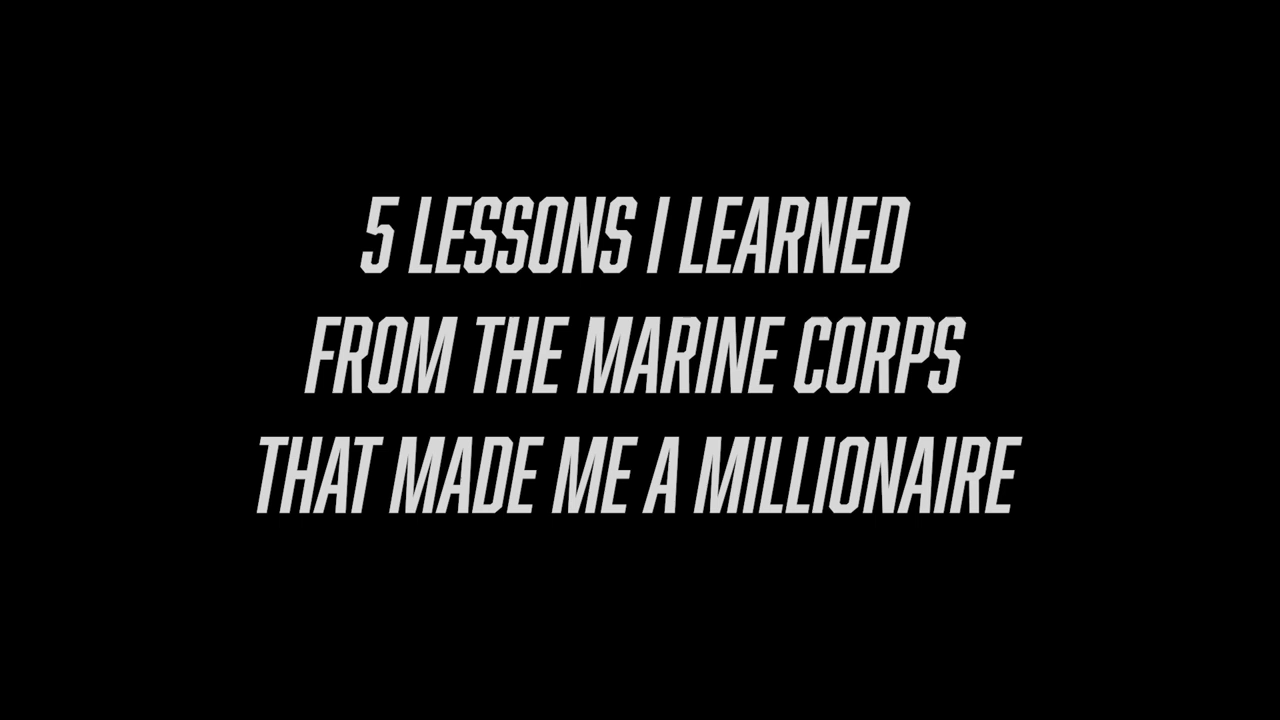 5 LESSONS I LEARNED
FROM THE MARINE CORPS
THAT MADE ME A MILLIONAIRE